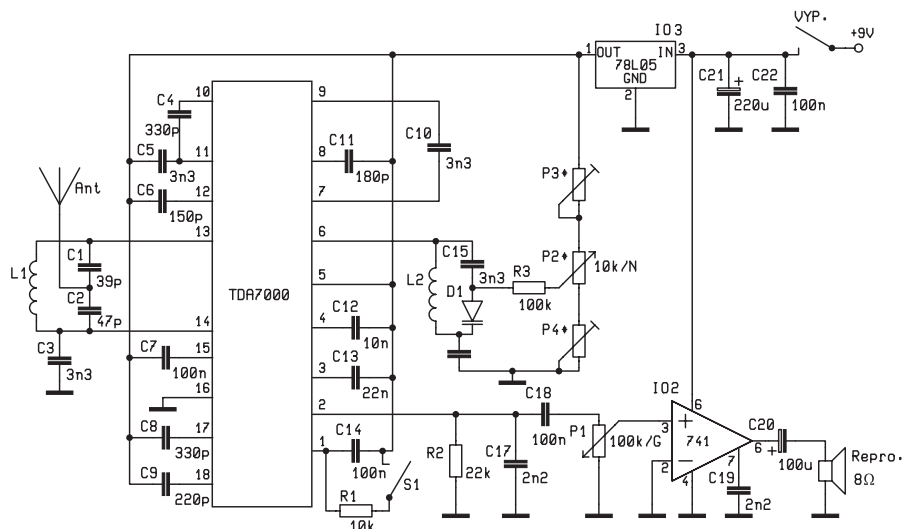 VYP.
+9V
IO3
1 OUT IN 3
78L05
GND
2
C21
+
220u
C22
100n
C4
330p
10
9
C10
3n3
C5
3n3
11
8
C11
180p
C6
150p
12
7
Ant
13
6
P3♦
L1
C1
39p
C2
47p
TDA7000
5
L2
C15
3n3
D1
R3
100k
P2♦
10k/N
P4♦
C3
3n3
14
4
C12
10n
C7
100n
15
3
C13
22n
16
2
C8
330p
17
1
C14
100n
C9
220p
18
R1
10k
S1
R2
22k
C17
2n2
C18
100n
P1
100k/G
IO2
6
3
+
741
2
−
4
7
6
C19
2n2
C20
+
100u
Repro.
8Ω